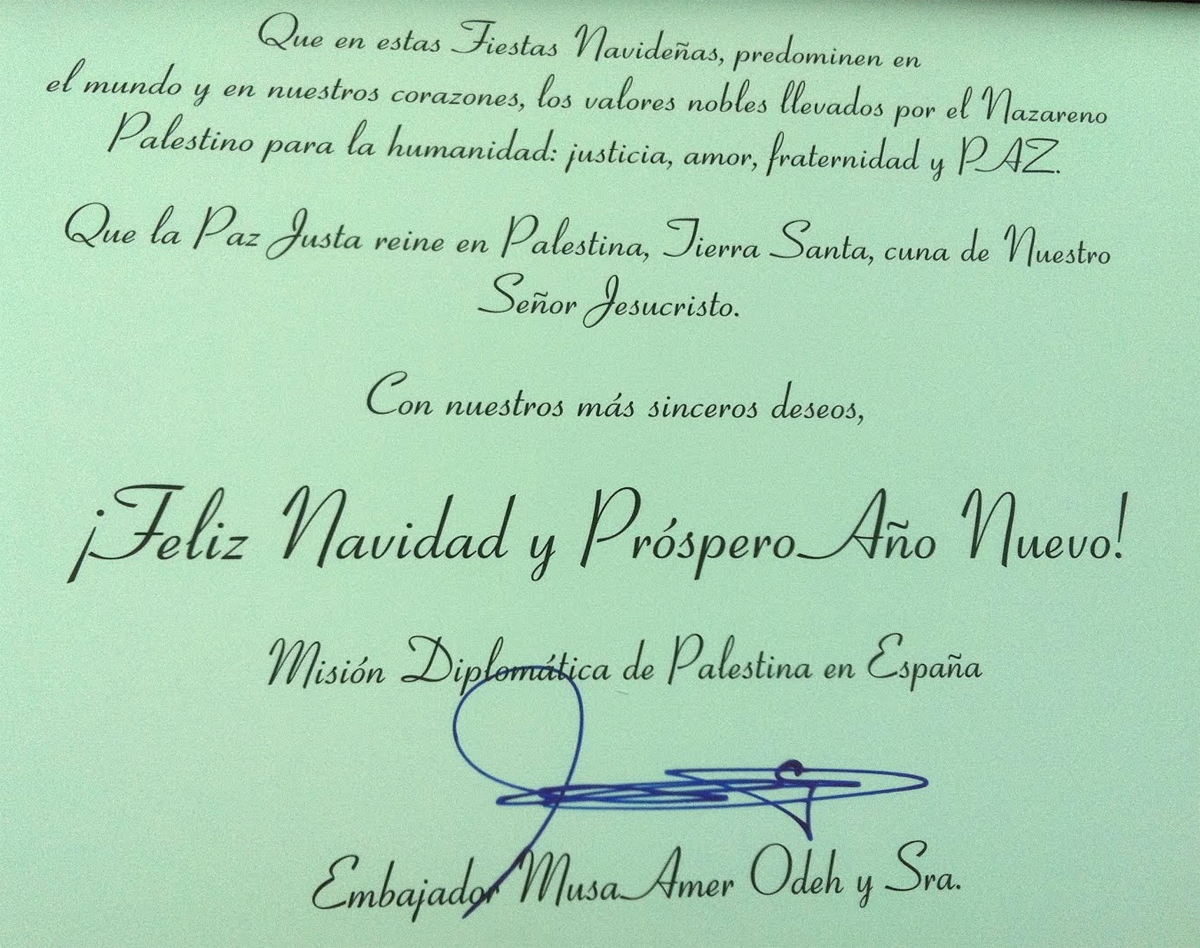 Que en estas Fiestas Navideñas, predominen en
el mundo y en nuestros corazones, los valores nobles llevados por el Nazareno
Palestino para la humanidad: justicia, amor, fraternidad y PAZ.
Que la Paz Justa reine en Palestina, Tierra Santa, cuna de Nuestro
Señor Jesucristo.
Con nuestros más sinceros deseos,
¡Feliz Navidad y Próspero Año Nuevo!
Misión Diplomática de Palestina en España
Embajador Musa Amer Odeh y Sra.